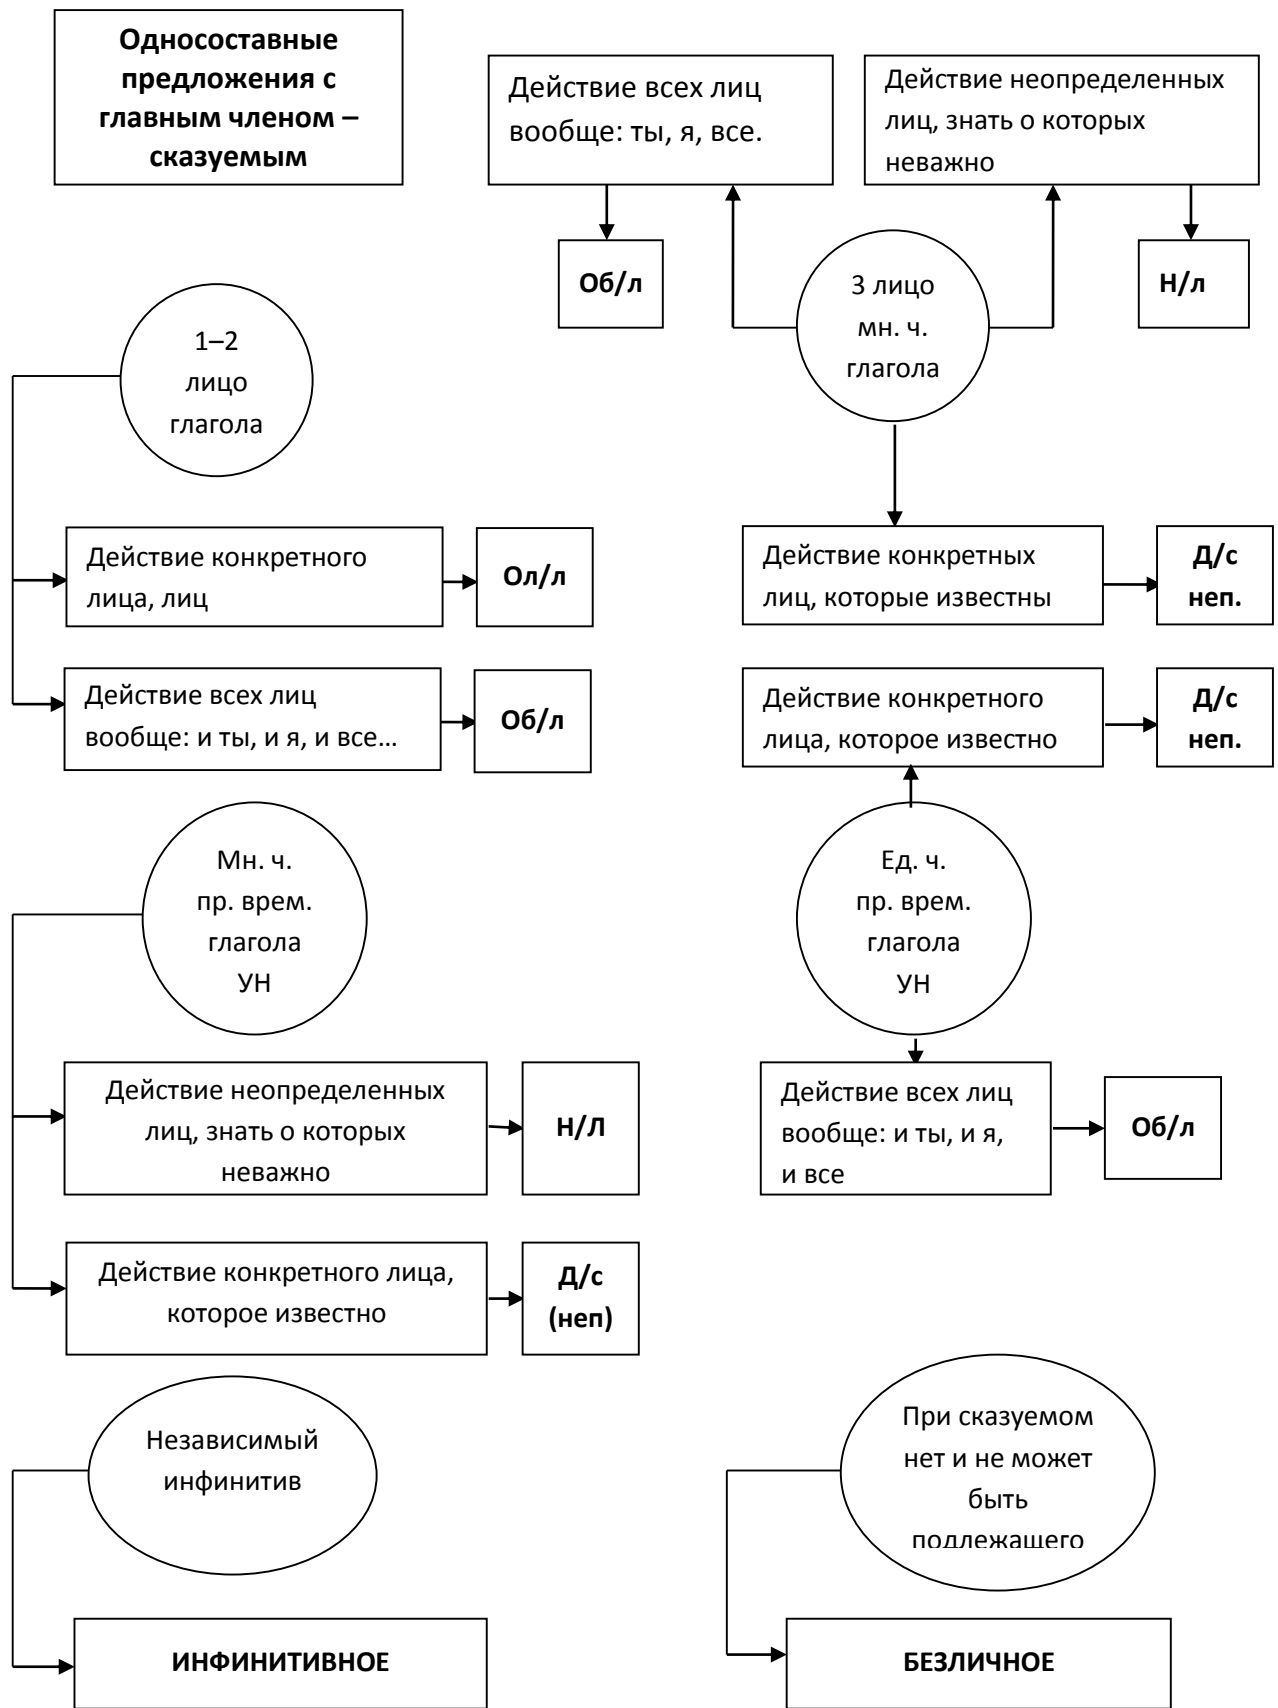 Односоставные
предложения с
главным членом –
сказуемым
Действие всех лиц
вообще: ты, я, все.
Действие неопределенных
лиц, знать о которых
неважно
Об/л
3 лицо
мн. ч.
глагола
Н/л
1–2
лицо
глагола
Действие конкретного
лица, лиц
Ол/л
Действие конкретных
лиц, которые известны
Д/с
неп.
Действие всех лиц
вообще: и ты, и я, и все…
Об/л
Действие конкретного
лица, которое известно
Д/с
неп.
Мн. ч.
пр. врем.
глагола
УН
Ед. ч.
пр. врем.
глагола
УН
Действие неопределенных
лиц, знать о которых
неважно
Н/Л
Действие всех лиц
вообще: и ты, и я,
и все
Об/л
Действие конкретного лица,
которое известно
Д/с
(неп)
Независимый
инфинитив
При сказуемом
нет и не может
быть
подлежащего
ИНФИНИТИВНОЕ
БЕЗЛИЧНОЕ